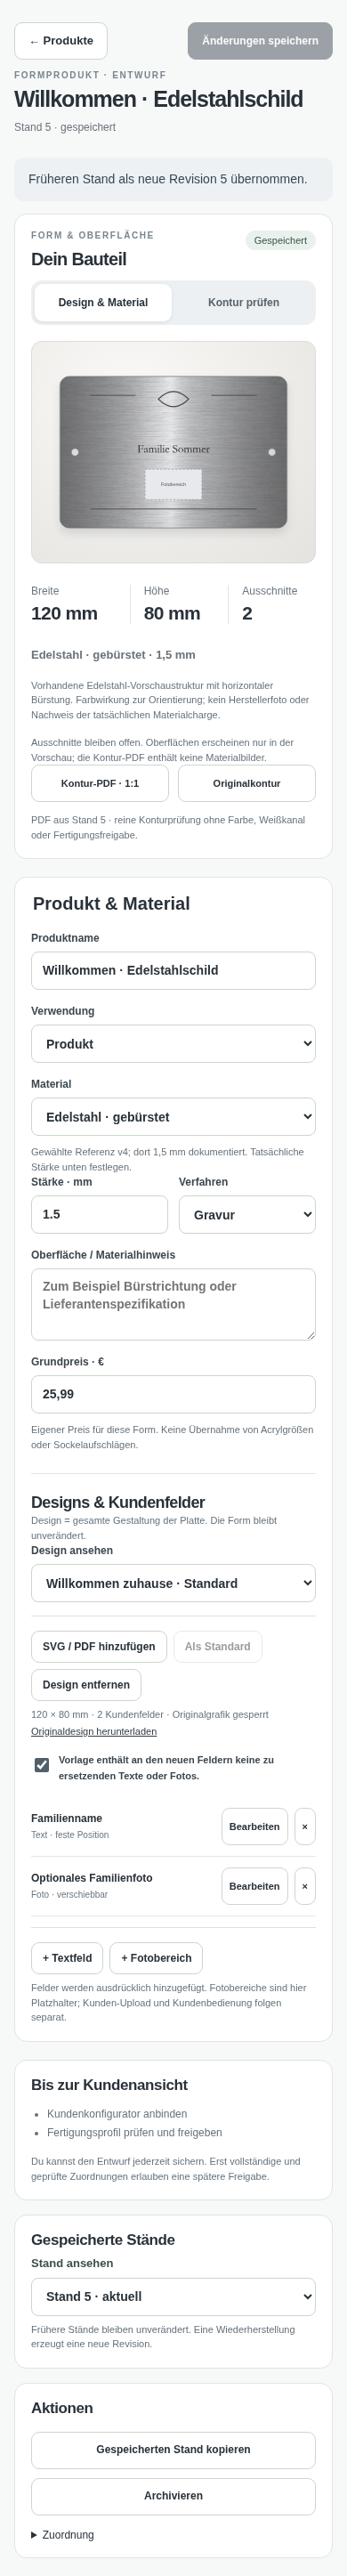 ← Produkte
Änderungen speichern
FORMPRODUKT · ENTWURF
Willkommen · Edelstahlschild
Stand 5 · gespeichert
Früheren Stand als neue Revision 5 übernommen.
FORM & OBERFLÄCHE
Gespeichert
Dein Bauteil
Design & Material
Kontur prüfen
Familie Sommer
Fotobereich
Breite
Höhe
Ausschnitte
120 mm
80 mm
2
Edelstahl · gebürstet · 1,5 mm
Vorhandene Edelstahl-Vorschaustruktur mit horizontaler
Bürstung. Farbwirkung zur Orientierung; kein Herstellerfoto oder
Nachweis der tatsächlichen Materialcharge.
Ausschnitte bleiben offen. Oberflächen erscheinen nur in der
Vorschau; die Kontur-PDF enthält keine Materialbilder.
Kontur-PDF · 1:1
Originalkontur
PDF aus Stand 5 · reine Konturprüfung ohne Farbe, Weißkanal
oder Fertigungsfreigabe.
Produkt & Material
Produktname
Willkommen · Edelstahlschild
Verwendung
Produkt
Material
Edelstahl · gebürstet
Gewählte Referenz v4; dort 1,5 mm dokumentiert. Tatsächliche
Stärke unten festlegen.
Stärke · mm
Verfahren
1.5
Gravur
Oberfläche / Materialhinweis
Zum Beispiel Bürstrichtung oder
Lieferantenspezifikation
Grundpreis · €
25,99
Eigener Preis für diese Form. Keine Übernahme von Acrylgrößen
oder Sockelaufschlägen.
Designs & Kundenfelder
Design = gesamte Gestaltung der Platte. Die Form bleibt
unverändert.
Design ansehen
Willkommen zuhause · Standard
SVG / PDF hinzufügen
Als Standard
Design entfernen
120 × 80 mm · 2 Kundenfelder · Originalgrafik gesperrt
Originaldesign herunterladen
Vorlage enthält an den neuen Feldern keine zu
ersetzenden Texte oder Fotos.
Familienname
Text · feste Position
Bearbeiten
×
Optionales Familienfoto
Foto · verschiebbar
Bearbeiten
×
+ Textfeld
+ Fotobereich
Felder werden ausdrücklich hinzugefügt. Fotobereiche sind hier
Platzhalter; Kunden-Upload und Kundenbedienung folgen
separat.
Bis zur Kundenansicht
• Kundenkonfigurator anbinden
• Fertigungsprofil prüfen und freigeben
Du kannst den Entwurf jederzeit sichern. Erst vollständige und
geprüfte Zuordnungen erlauben eine spätere Freigabe.
Gespeicherte Stände
Stand ansehen
Stand 5 · aktuell
Frühere Stände bleiben unverändert. Eine Wiederherstellung
erzeugt eine neue Revision.
Aktionen
Gespeicherten Stand kopieren
Archivieren
Zuordnung